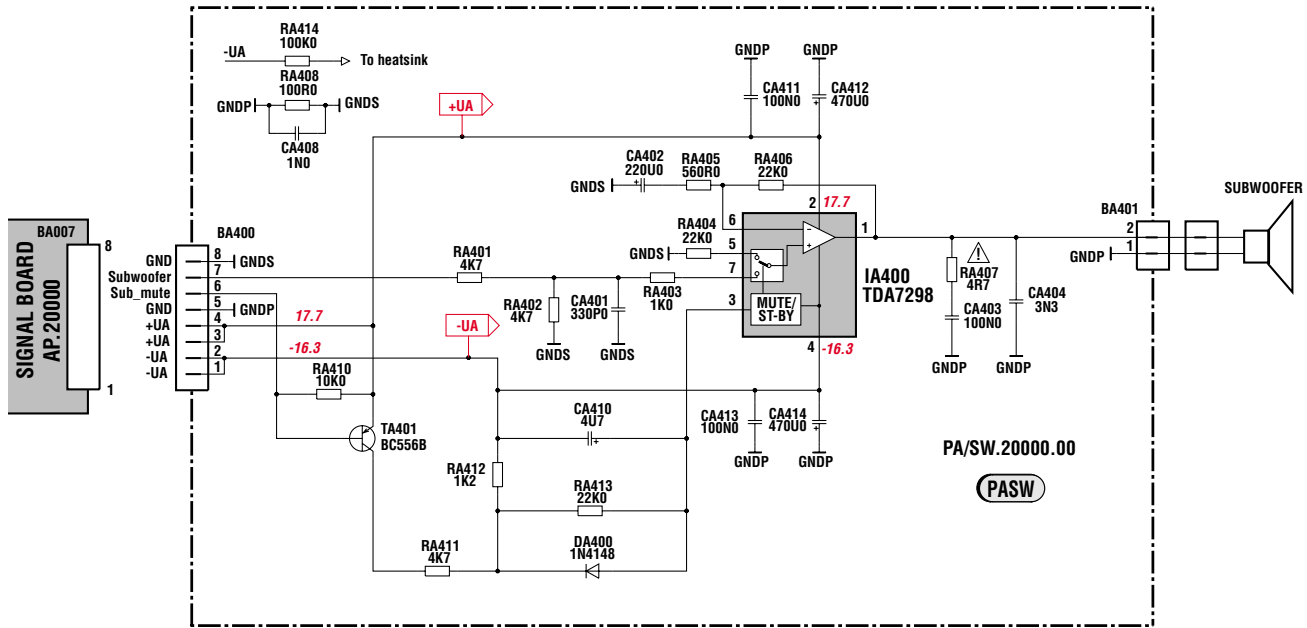 RA414
100K0
-UA
To heatsink
RA408
100R0
GNDP
GNDS
CA408
1N0
+UA
GNDP
GNDP
CA411
100N0
CA412
470U0
CA402
220U0
RA405
560R0
RA406
22K0
GNDS
2
17.7
SUBWOOFER
SIGNAL BOARD
AP.20000
BA007
8
1
BA400
GND
8
GNDS
Subwoofer
7
Sub_mute
6
GND
5
GNDP
+UA
4
17.7
+UA
3
-UA
2
-16.3
-UA
1
RA401
4K7
RA402
4K7
CA401
330P0
GNDS
GNDS
RA403
1K0
RA404
22K0
GNDS
6
5
7
3
-
+
1
MUTE/
ST-BY
IA400
TDA7298
4
-16.3
-UA
BA401
2
1
GNDP
RA407
4R7
CA403
100N0
GNDP
CA404
3N3
GNDP
RA410
10K0
TA401
BC556B
CA410
4U7
+
RA412
1K2
RA413
22K0
RA411
4K7
DA400
1N4148
CA413
100N0
CA414
470U0
GNDP
GNDP
PA/SW.20000.00
PASW